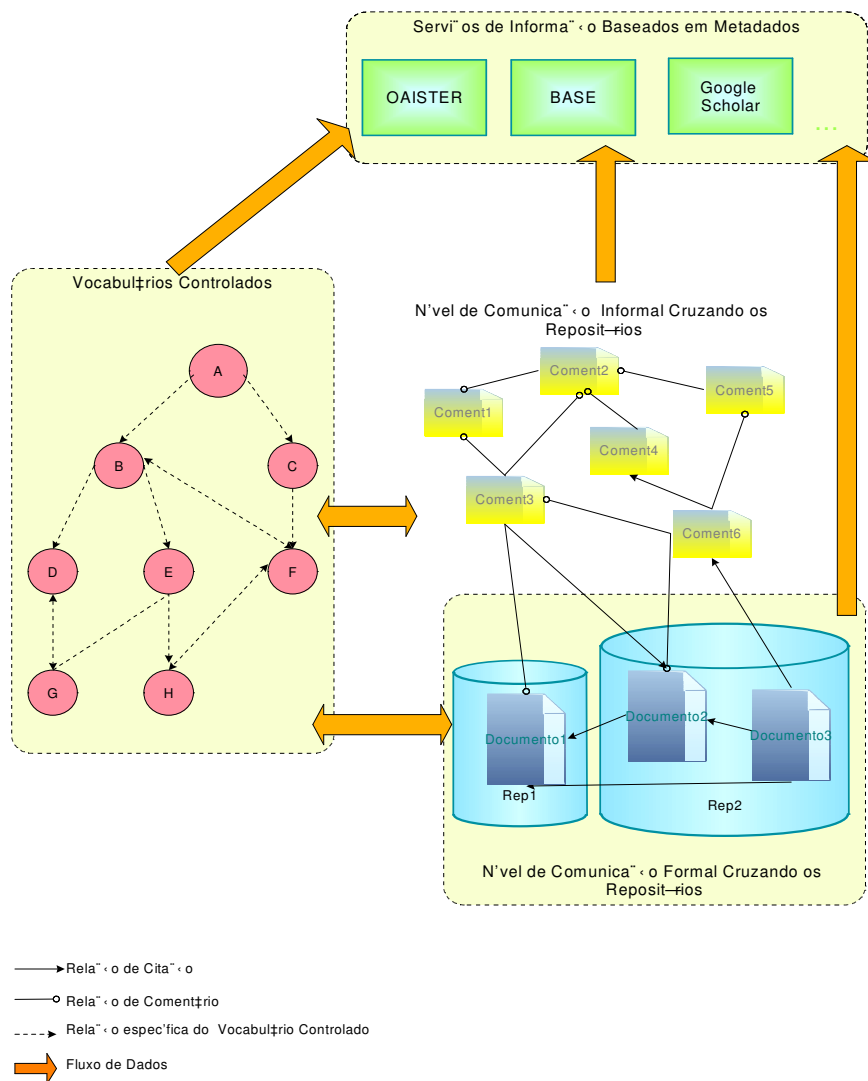 Servi¨os de Informa¨‹o Baseados em Metadados
OAISTER
BASE
Google
Scholar
...
Vocabul‡rios Controlados
A
B
C
D
E
F
G
H
N'vel de Comunica¨‹o Informal Cruzando os
Reposit—rios
Coment2
Coment1
Coment5
Coment4
Coment3
Coment6
Documento1
Documento2
Documento3
Rep1
Rep2
N'vel de Comunica¨‹o Formal Cruzando os
Reposit—rios
Rela¨‹o de Cita¨‹o
Rela¨‹o de Coment‡rio
Rela¨‹o espec'fica do Vocabul‡rio Controlado
Fluxo de Dados